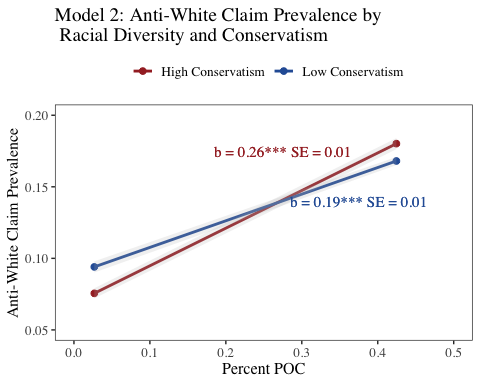 Model 2: Anti-White Claim Prevalence by
Racial Diversity and Conservatism
High Conservatism Low Conservatism
0.20
0.15
0.10
0.05
Anti-White Claim Prevalence
b = 0.26*** SE = 0.01
b = 0.19*** SE = 0.01
0.0 0.1 0.2 0.3 0.4 0.5
Percent POC